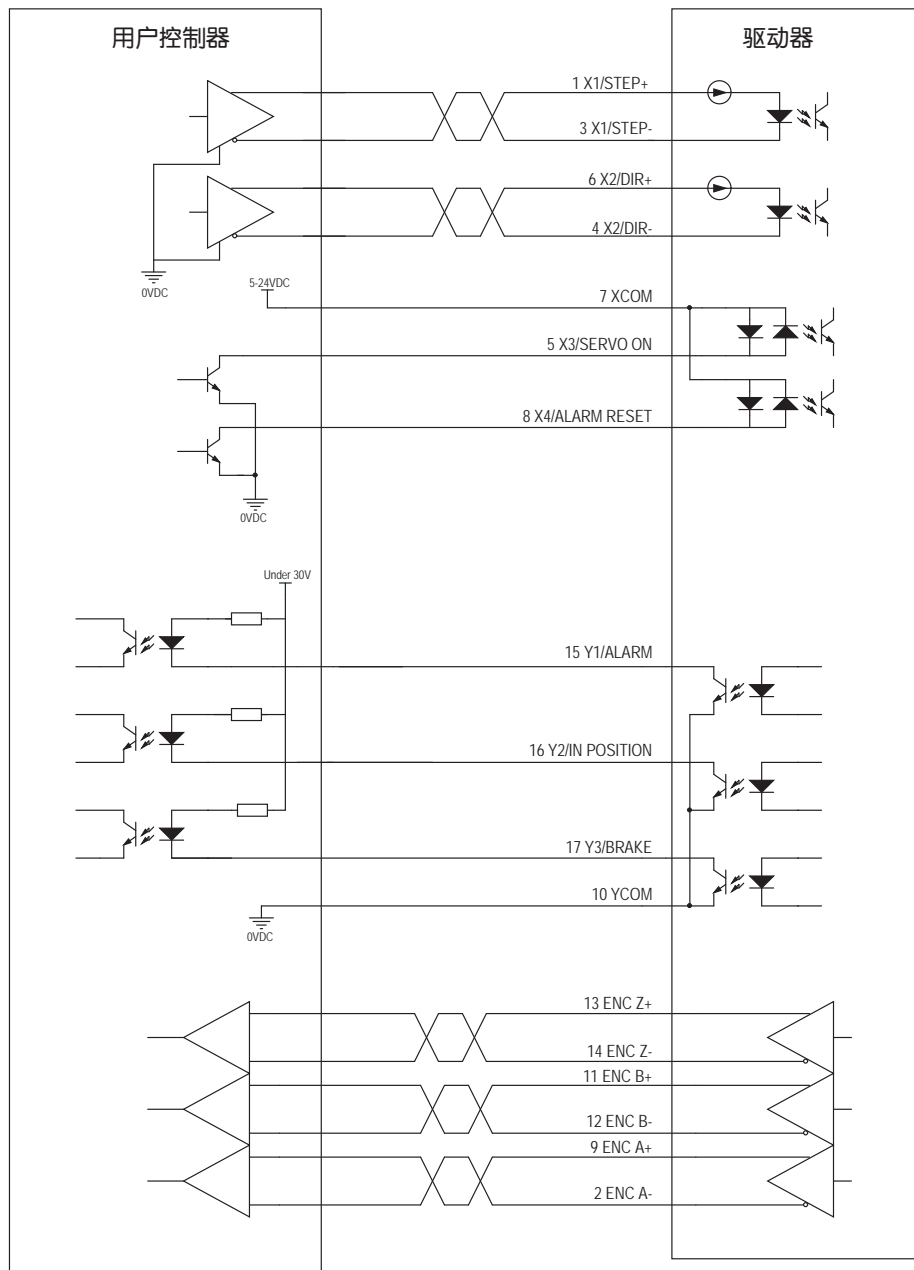 用户控制器
驱动器
1 X1/STEP+
3 X1/STEP-
6 X2/DIR+
4 X2/DIR-
0VDC
5-24VDC
7 XCOM
5 X3/SERVO ON
8 X4/ALARM RESET
0VDC
Under 30V
15 Y1/ALARM
16 Y2/IN POSITION
17 Y3/BRAKE
10 YCOM
0VDC
13 ENC Z+
14 ENC Z-
11 ENC B+
12 ENC B-
9 ENC A+
2 ENC A-